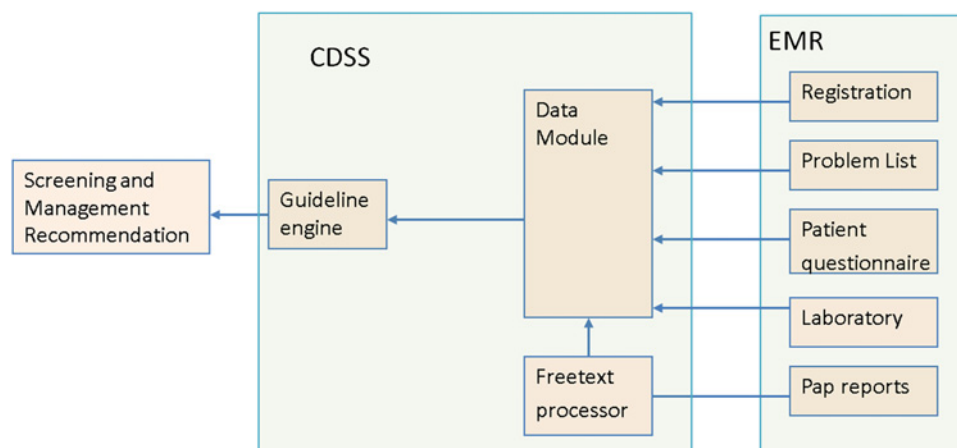 CDSS
EMR
Registration
Data
Module
Problem List
Screening and
Management
Recommendation
Guideline
engine
Patient
questionnaire
Laboratory
Freetext
processor
Pap reports